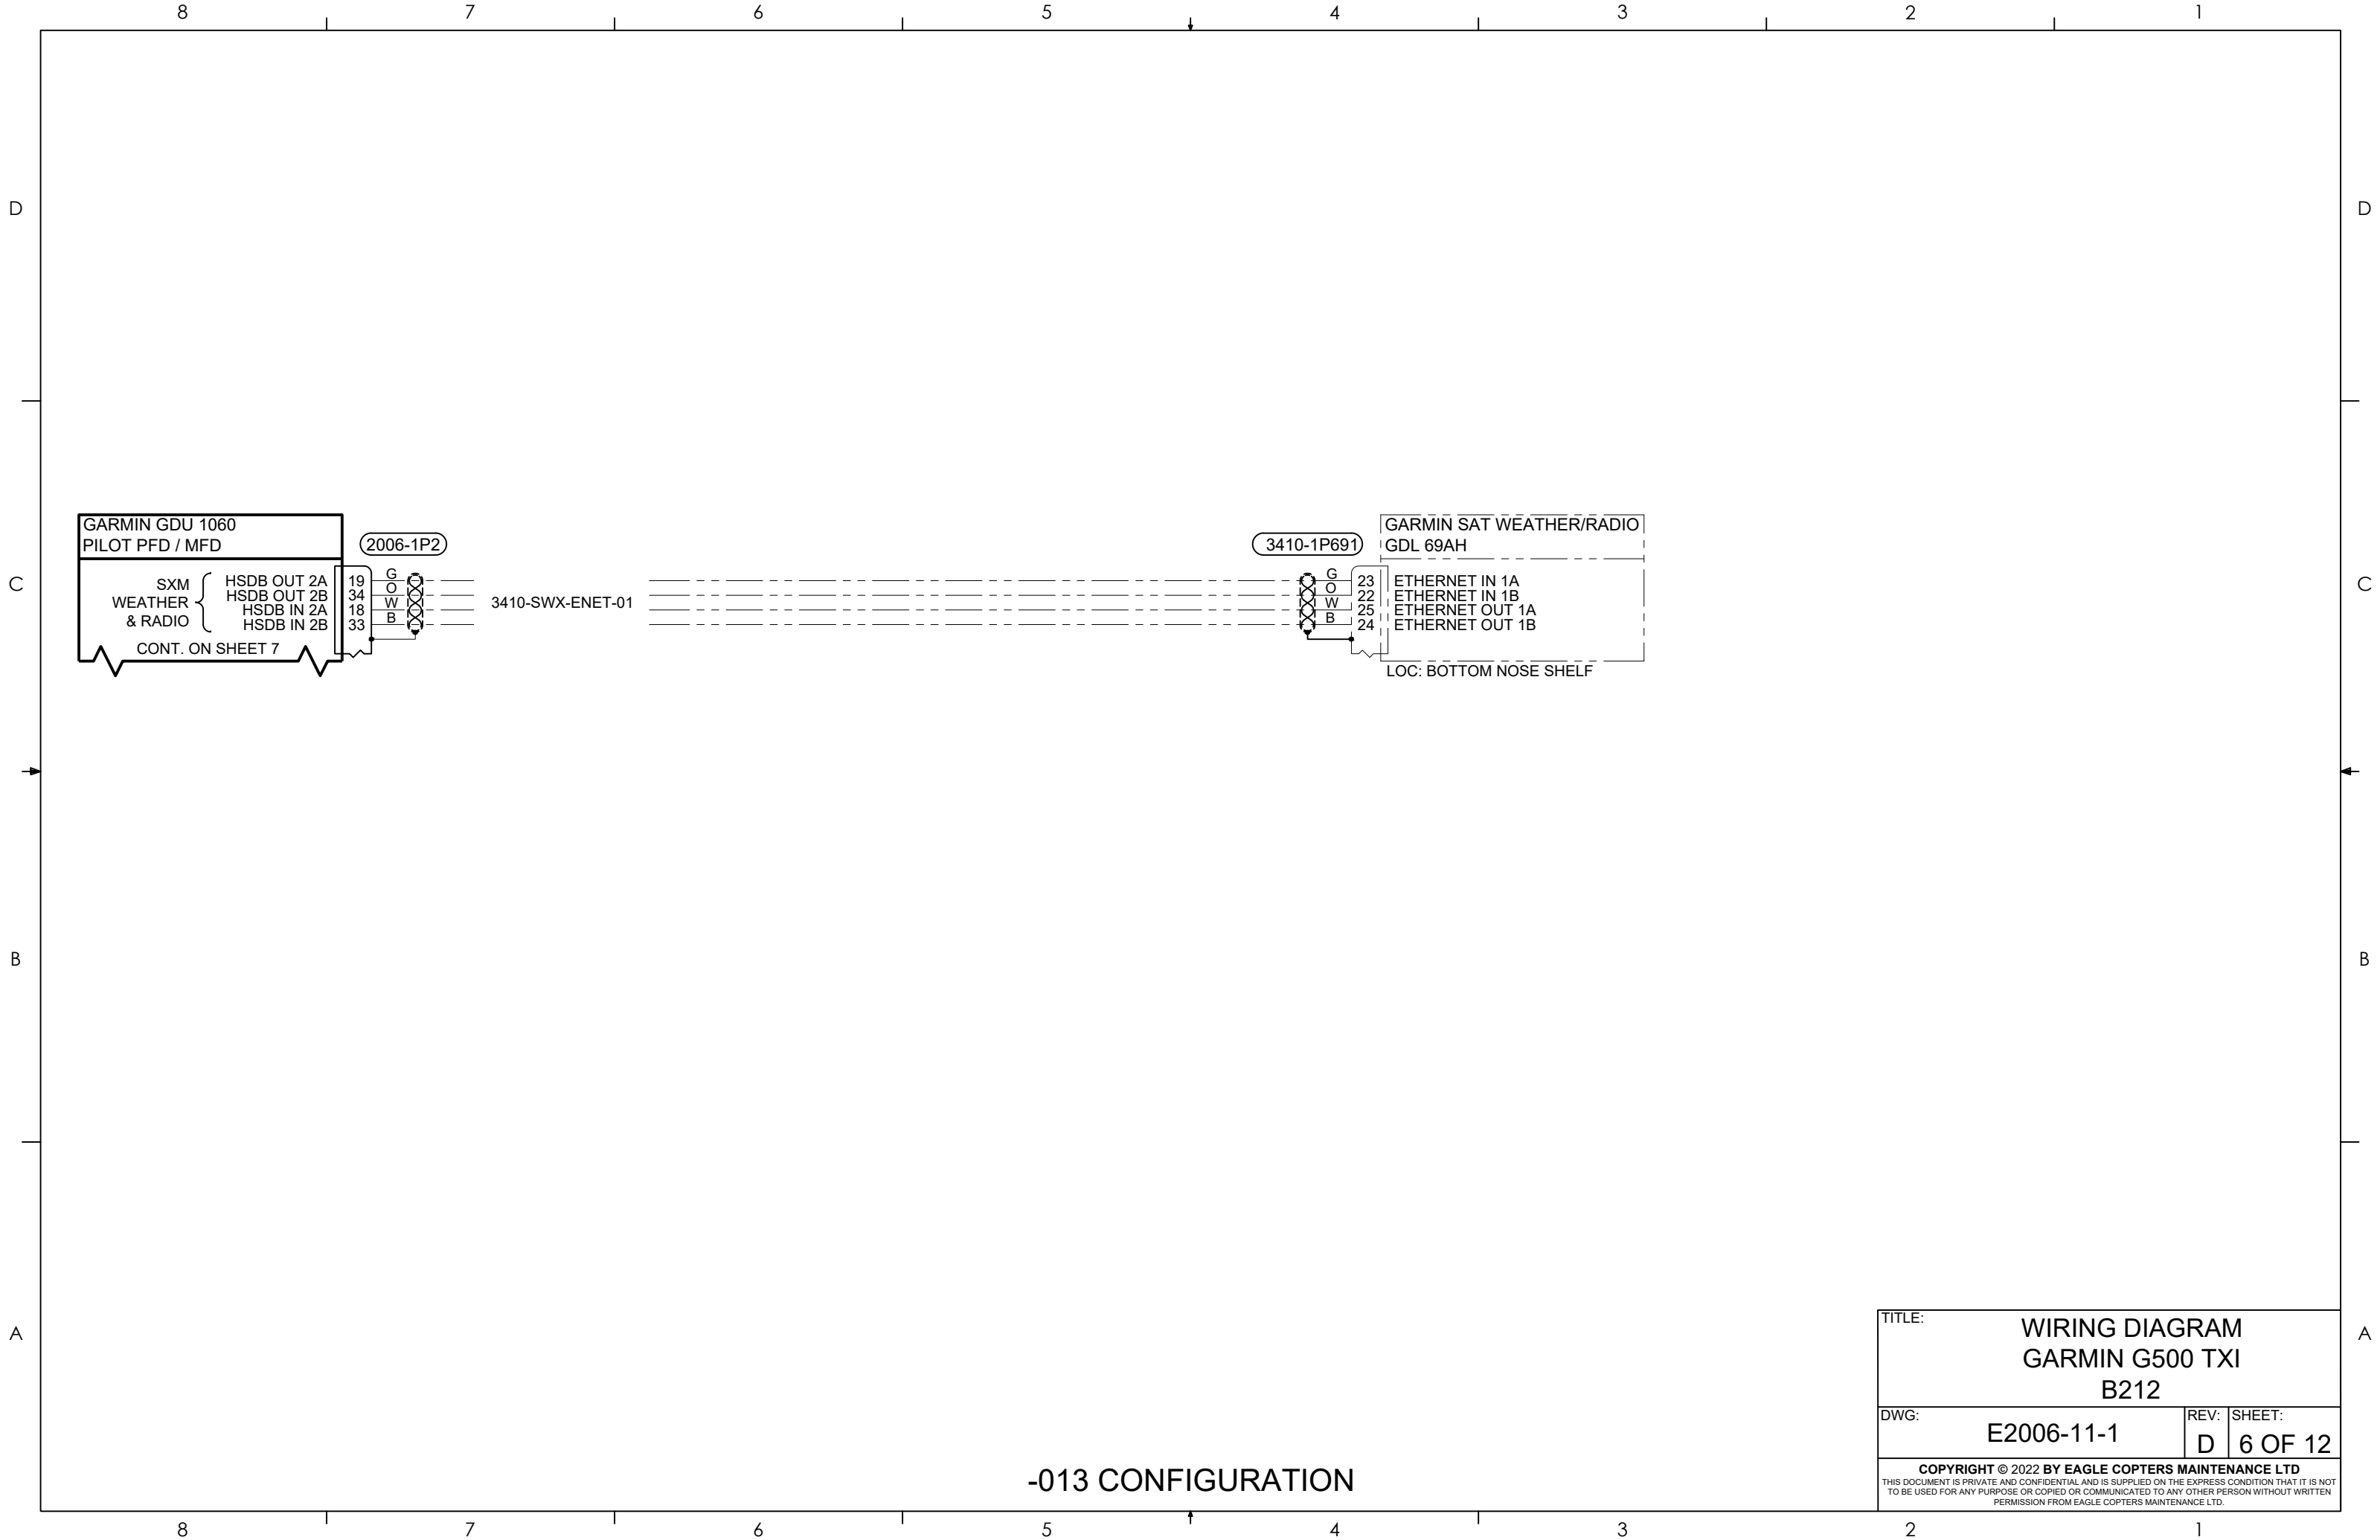 8 7 6 5 4 3 2 1
D D
GARMIN GDU 1060
PILOT PFD / MFD
2006-1P2
SXM
WEATHER
& RADIO
HSDB OUT 2A 19 G
HSDB OUT 2B 34 O
HSDB IN 2A 18 W
HSDB IN 2B 33 B
CONT. ON SHEET 7
3410-SWX-ENET-01
3410-1P691
GARMIN SAT WEATHER/RADIO
GDL 69AH
G 23 ETHERNET IN 1A
O 22 ETHERNET IN 1B
W 25 ETHERNET OUT 1A
B 24 ETHERNET OUT 1B
LOC: BOTTOM NOSE SHELF
C C
B B
A A
TITLE:
WIRING DIAGRAM
GARMIN G500 TXI
B212
DWG:
E2006-11-1
REV:
D
SHEET:
6 OF 12
COPYRIGHT © 2022 BY EAGLE COPTERS MAINTENANCE LTD
THIS DOCUMENT IS PRIVATE AND CONFIDENTIAL AND IS SUPPLIED ON THE EXPRESS CONDITION THAT IT IS NOT
TO BE USED FOR ANY PURPOSE OR COPIED OR COMMUNICATED TO ANY OTHER PERSON WITHOUT WRITTEN
PERMISSION FROM EAGLE COPTERS MAINTENANCE LTD.
-013 CONFIGURATION
8 7 6 5 4 3 2 1